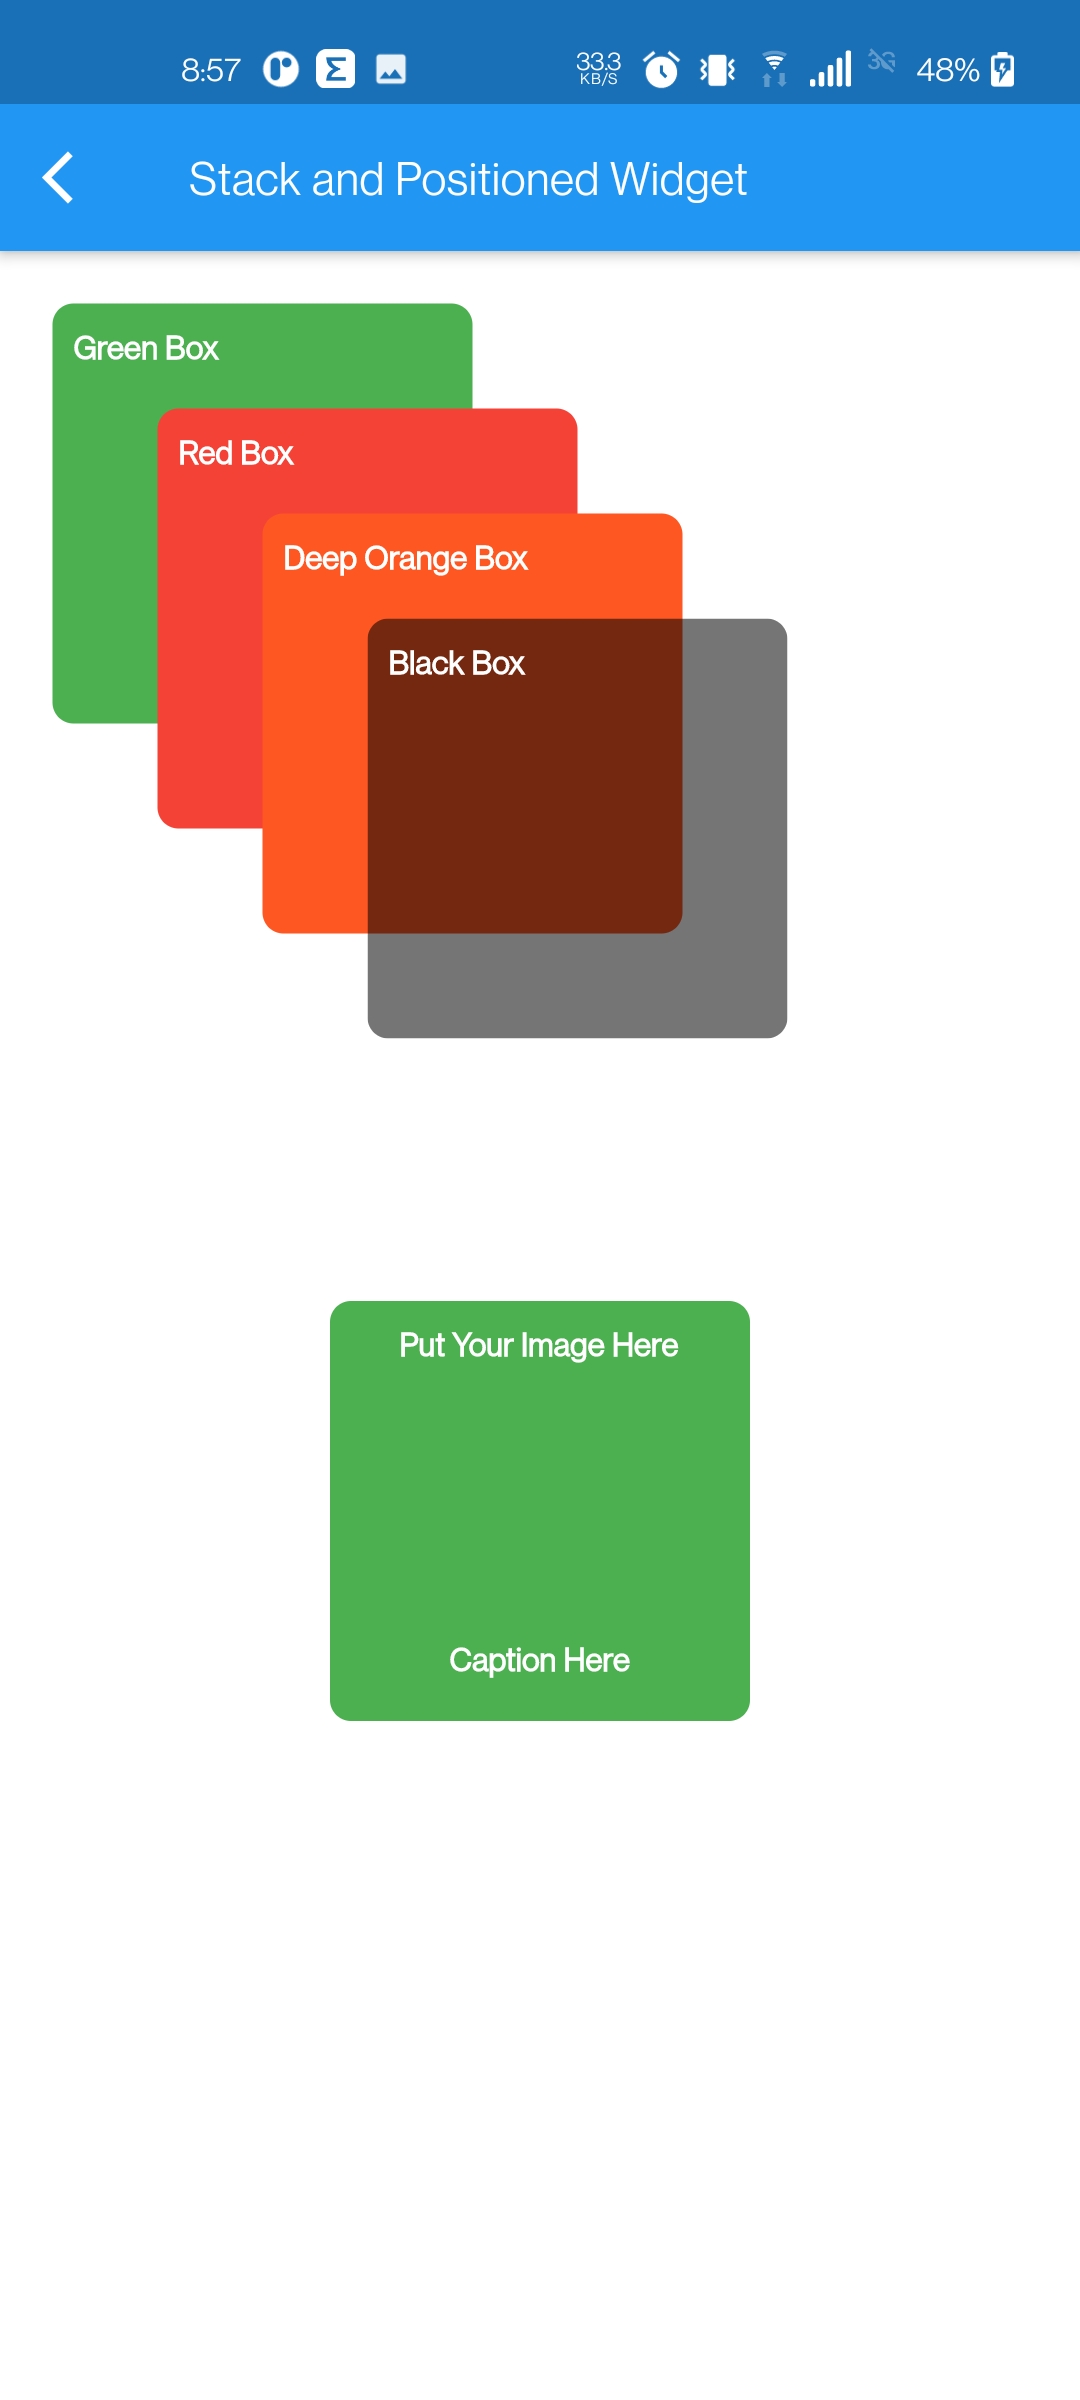 8:57 33.3 KB/S 3G 48%
Stack and Positioned Widget
Green Box
Red Box
Deep Orange Box
Black Box
Put Your Image Here
Caption Here